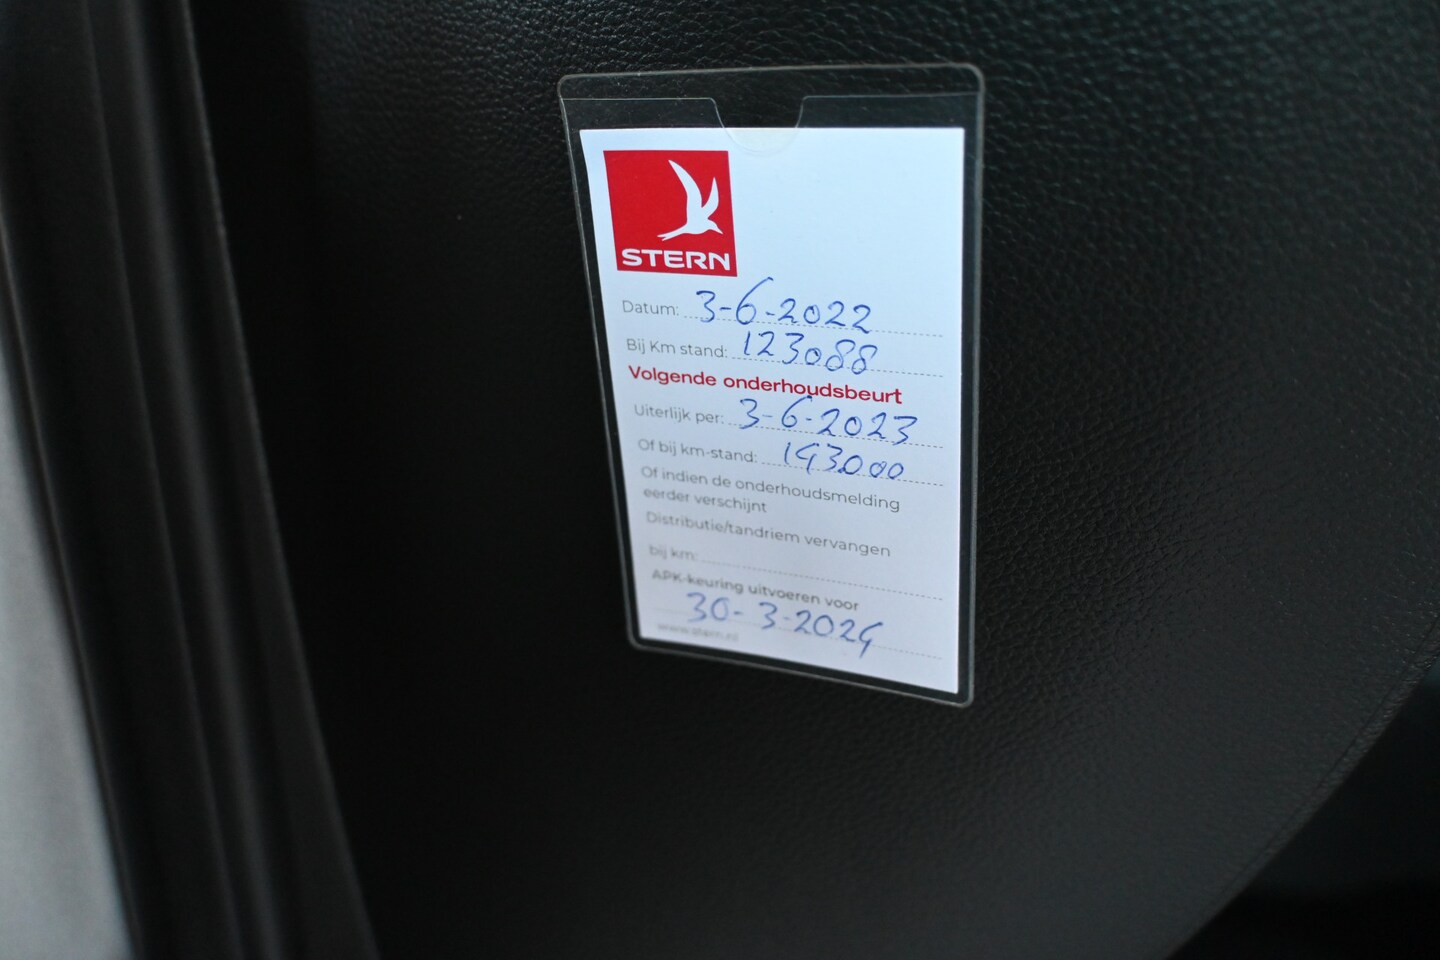 STERN
Datum: 3-6-2022
Bij Km stand: 123088
Volgende onderhoudsbeurt
Uiterlijk per: 3-6-2023
Of bij km-stand: 143.000
Of indien de onderhoudsmelding
eerder verschijnt
Distributie/tandriem vervangen
bij km:
APK-keuring uitvoeren voor
30-3-2024
www.stern.nl